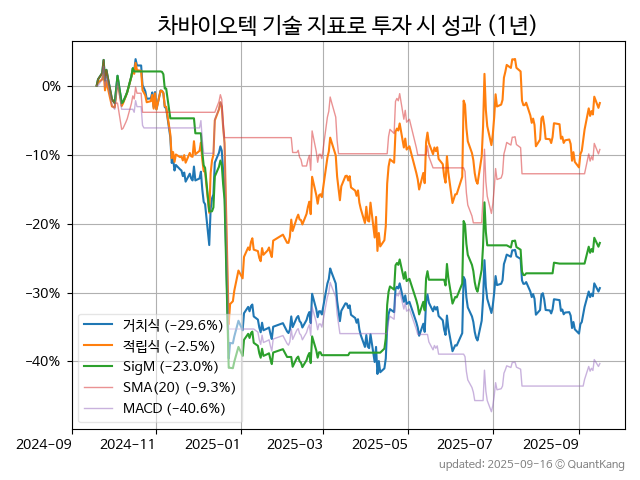 차바이오텍 기술 지표로 투자 시 성과 (1년)
0%
−10%
−20%
−30%
−40%
거치식 (−29.6%)
적립식 (−2.5%)
SigM (−23.0%)
SMA(20) (−9.3%)
MACD (−40.6%)
2024-09
2024-11
2025-01
2025-03
2025-05
2025-07
2025-09
updated: 2025-09-16 © QuantKang